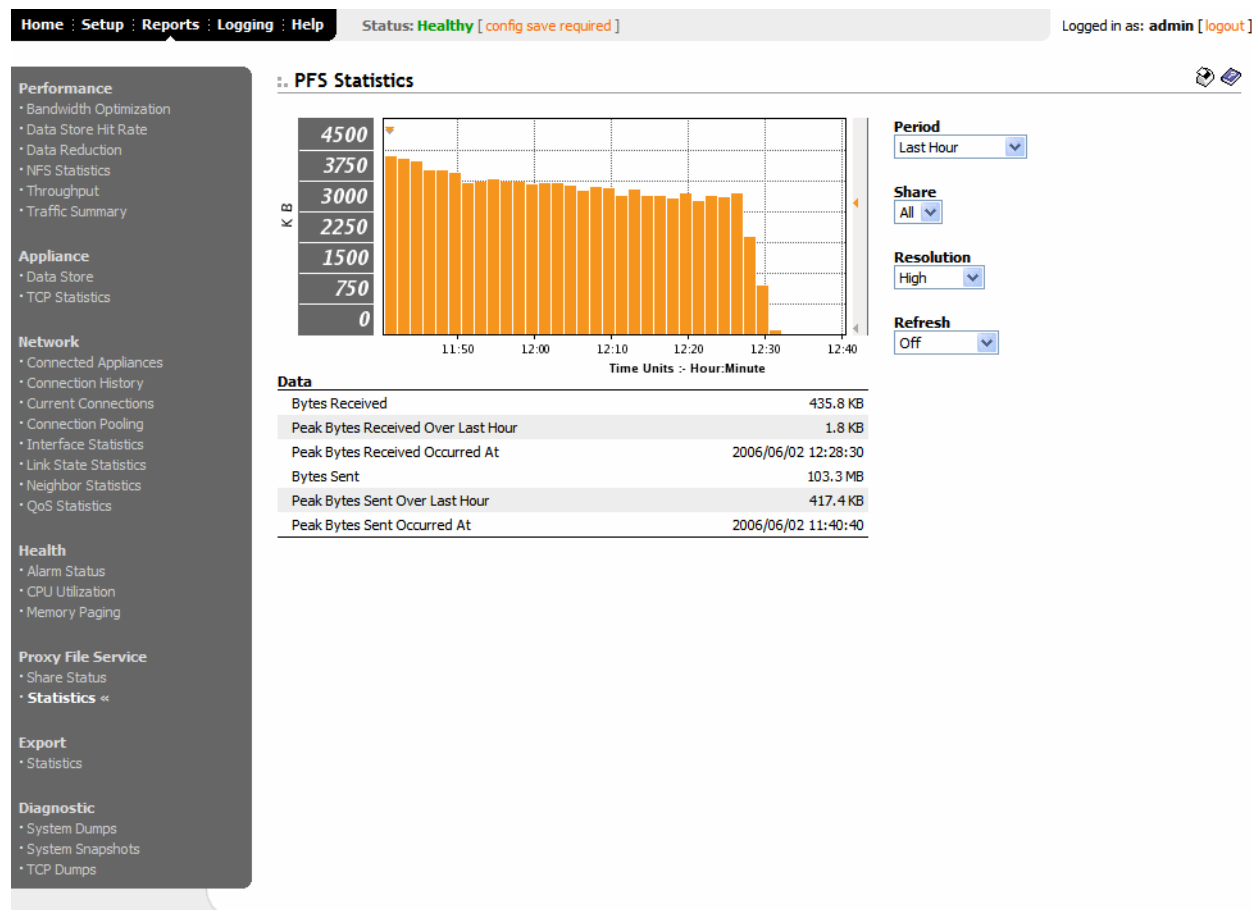 Home Setup Reports Logging Help Status: Healthy [ config save required ] Logged in as: admin [ logout ]
Performance
· Bandwidth Optimization
· Data Store Hit Rate
· Data Reduction
· NFS Statistics
· Throughput
· Traffic Summary
Appliance
· Data Store
· TCP Statistics
Network
· Connected Appliances
· Connection History
· Current Connections
· Connection Pooling
· Interface Statistics
· Link State Statistics
· Neighbor Statistics
· QoS Statistics
Health
· Alarm Status
· CPU Utilization
· Memory Paging
Proxy File Service
· Share Status
· Statistics «
Export
· Statistics
Diagnostic
· System Dumps
· System Snapshots
· TCP Dumps
:. PFS Statistics
KB
4500
3750
3000
2250
1500
750
0
11:50 12:00 12:10 12:20 12:30 12:40
Time Units :- Hour:Minute
Period
Last Hour
Share
All
Resolution
High
Refresh
Off
Data
Bytes Received 435.8 KB
Peak Bytes Received Over Last Hour 1.8 KB
Peak Bytes Received Occurred At 2006/06/02 12:28:30
Bytes Sent 103.3 MB
Peak Bytes Sent Over Last Hour 417.4 KB
Peak Bytes Sent Occurred At 2006/06/02 11:40:40